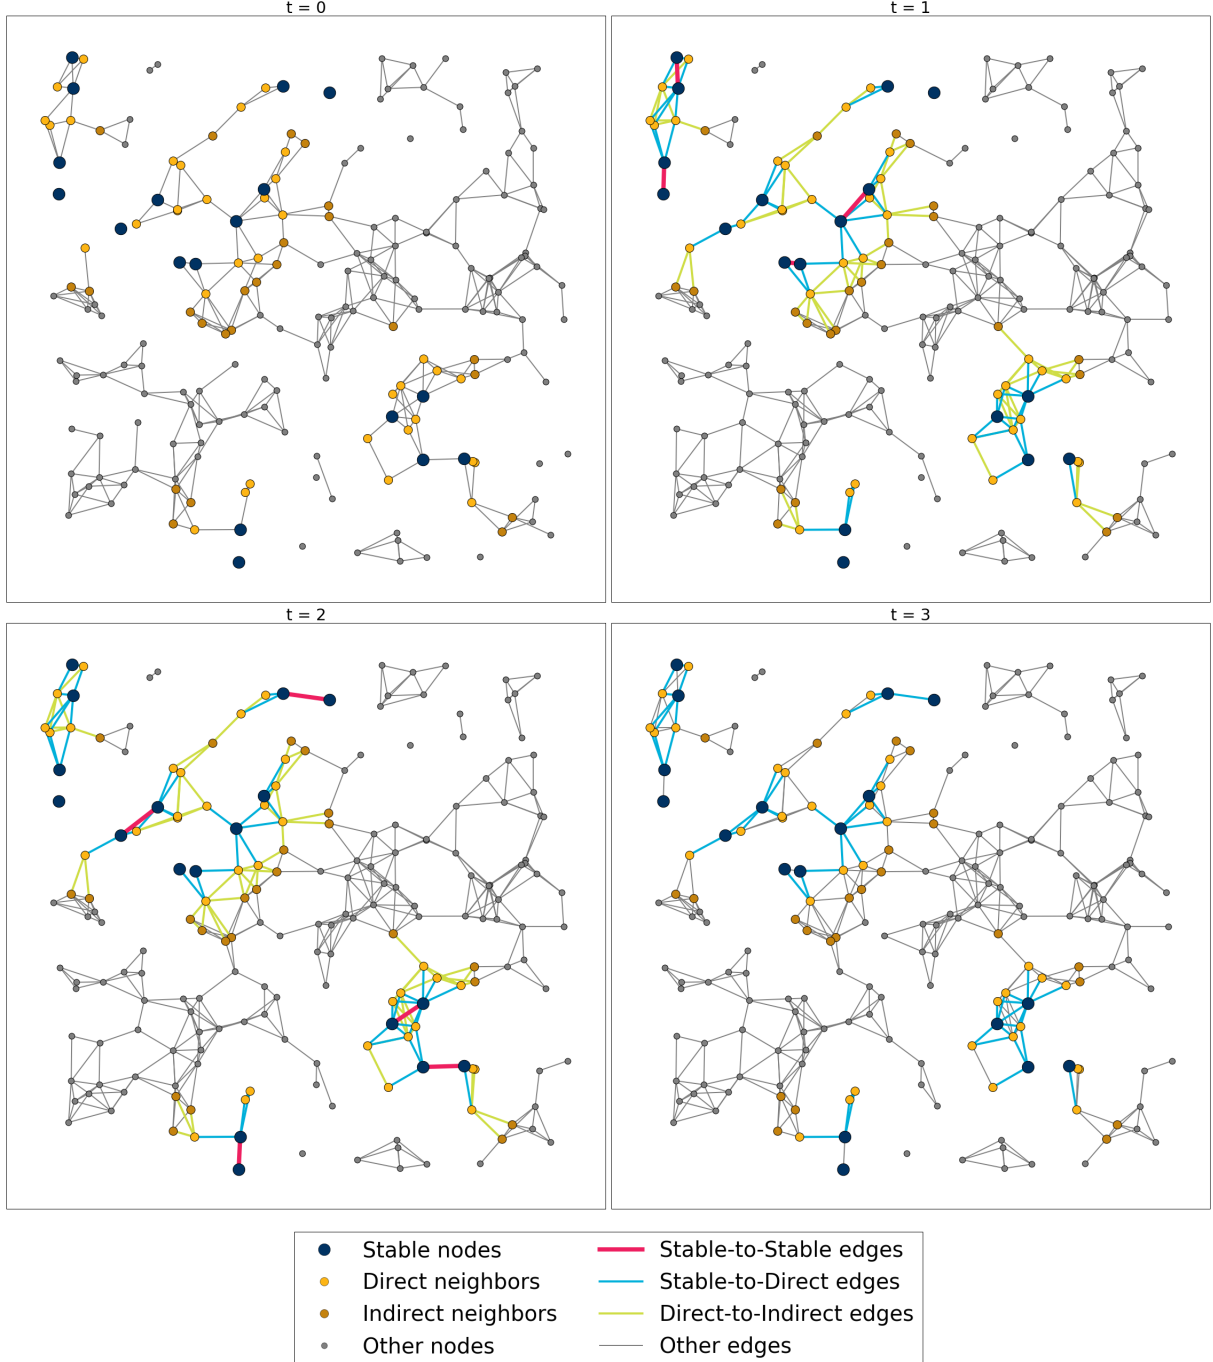 t = 0
t = 1
t = 2
t = 3
Stable nodes
Direct neighbors
Indirect neighbors
Other nodes
Stable-to-Stable edges
Stable-to-Direct edges
Direct-to-Indirect edges
Other edges